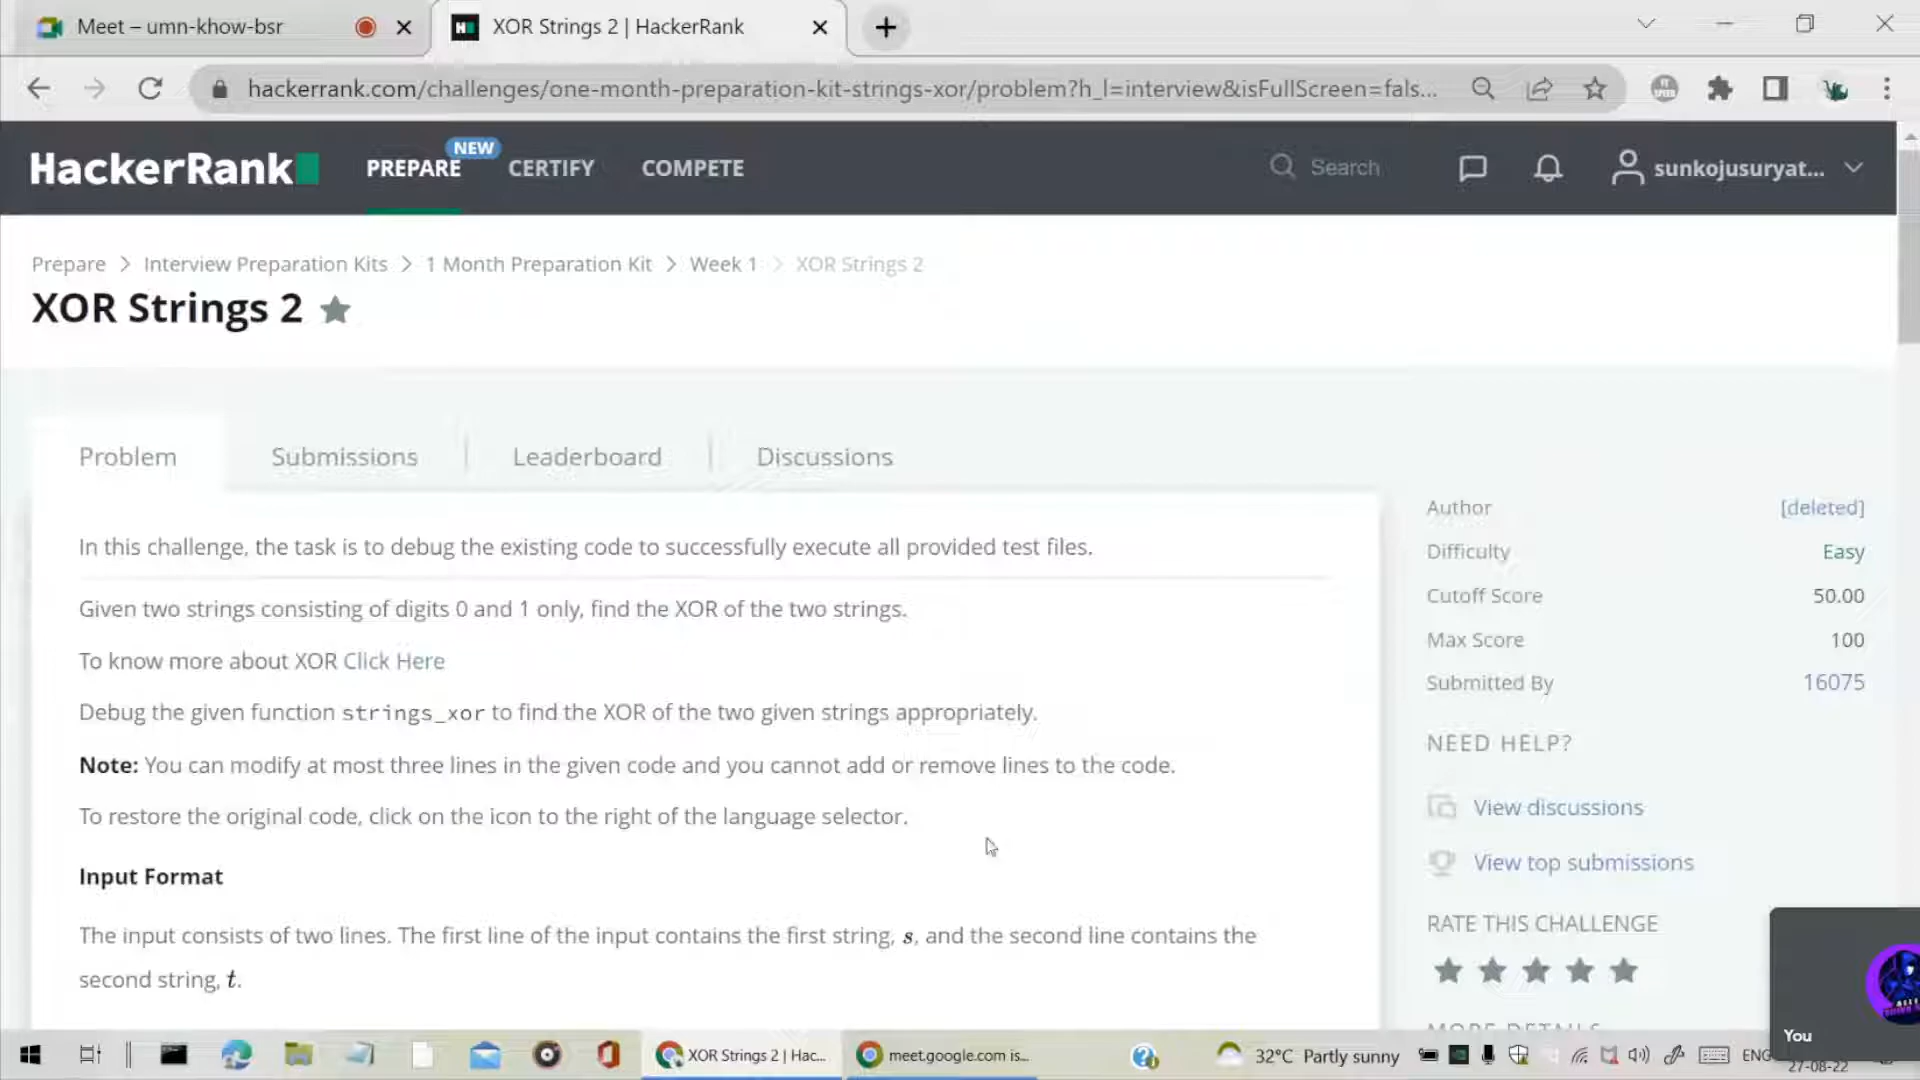 Meet – umn-khow-bsr
XOR Strings 2 | HackerRank
hackerrank.com/challenges/one-month-preparation-kit-strings-xor/problem?h_l=interview&isFullScreen=fals...
HackerRank
PREPARE
NEW
CERTIFY
COMPETE
Search
sunkojusuryat...
Prepare > Interview Preparation Kits > 1 Month Preparation Kit > Week 1 > XOR Strings 2
XOR Strings 2
Problem
Submissions
Leaderboard
Discussions
In this challenge, the task is to debug the existing code to successfully execute all provided test files.
Given two strings consisting of digits 0 and 1 only, find the XOR of the two strings.
To know more about XOR Click Here
Debug the given function strings_xor to find the XOR of the two given strings appropriately.
Note: You can modify at most three lines in the given code and you cannot add or remove lines to the code.
To restore the original code, click on the icon to the right of the language selector.
Input Format
The input consists of two lines. The first line of the input contains the first string, s, and the second line contains the
second string, t.
Author [deleted]
Difficulty Easy
Cutoff Score 50.00
Max Score 100
Submitted By 16075
NEED HELP?
View discussions
View top submissions
RATE THIS CHALLENGE
MORE DETAILS
You
XOR Strings 2 | Hac...
meet.google.com is...
32°C Partly sunny
ENG
27-08-22